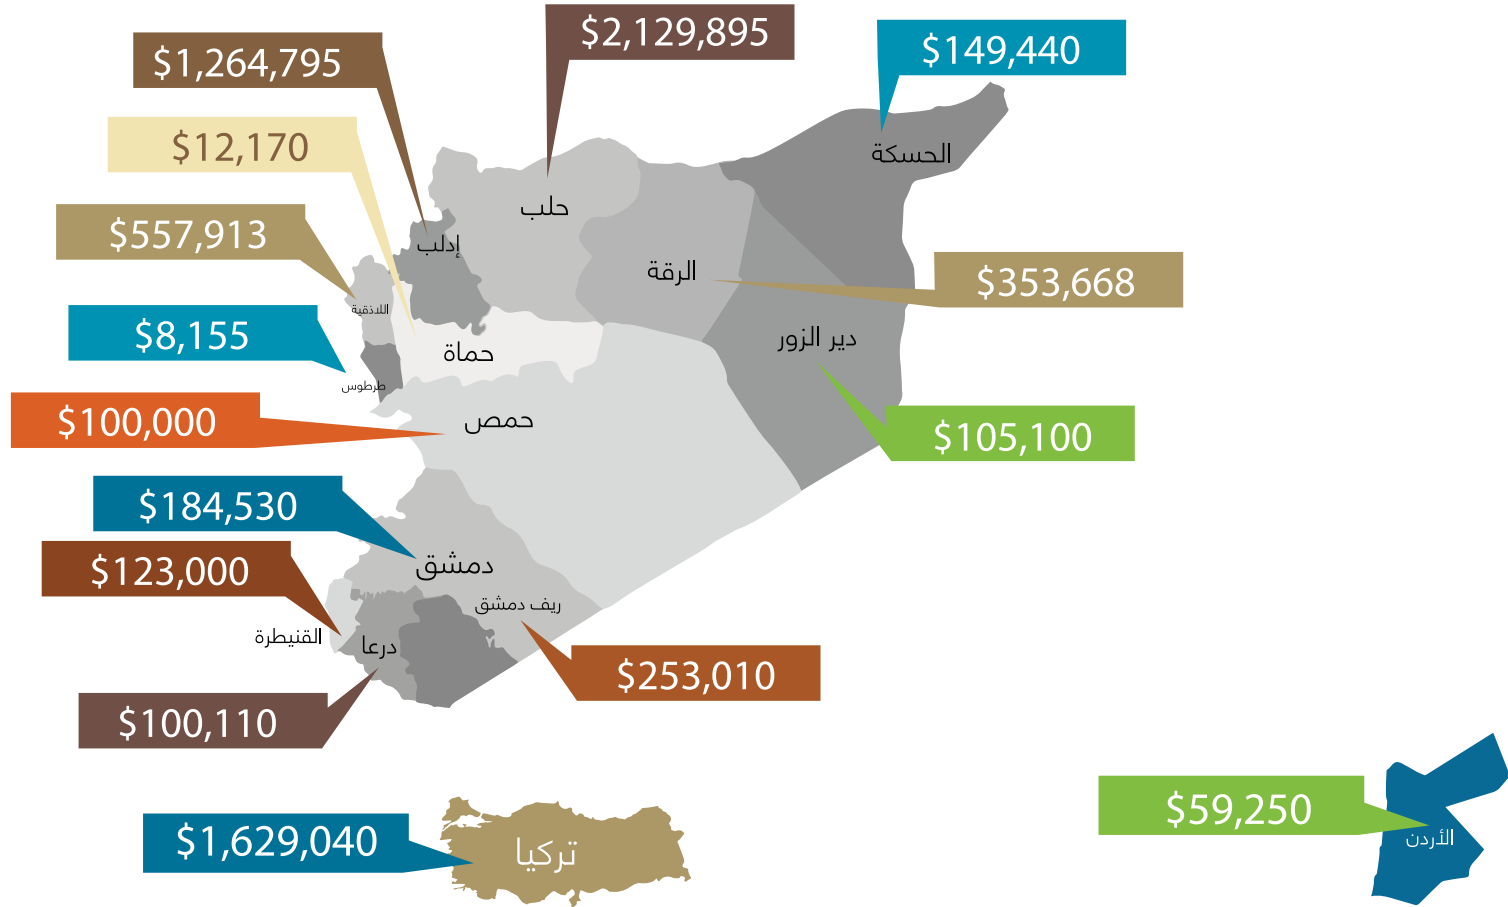 $2,129,895
$149,440
$1,264,795
$12,170
الحسكة
حلب
$557,913
إدلب
الرقة
$353,668
اللاذقية
$8,155
حماة
دير الزور
طرطوس
$100,000
حمص
$105,100
$184,530
$123,000
دمشق
ريف دمشق
القنيطرة
درعا
$253,010
$100,110
$59,250
الأردن
$1,629,040
تركيا